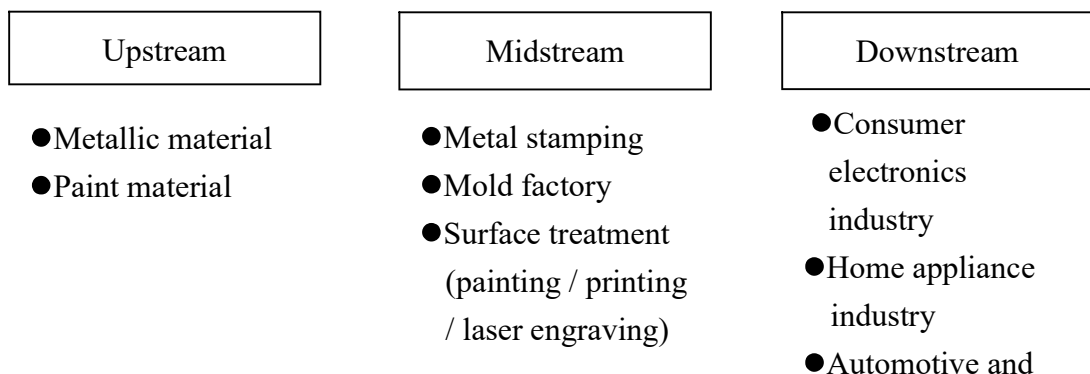 Upstream
●Metallic material
●Paint material
Midstream
●Metal stamping
●Mold factory
●Surface treatment
(painting / printing
/ laser engraving)
Downstream
●Consumer
electronics
industry
●Home appliance
industry
●Automotive and